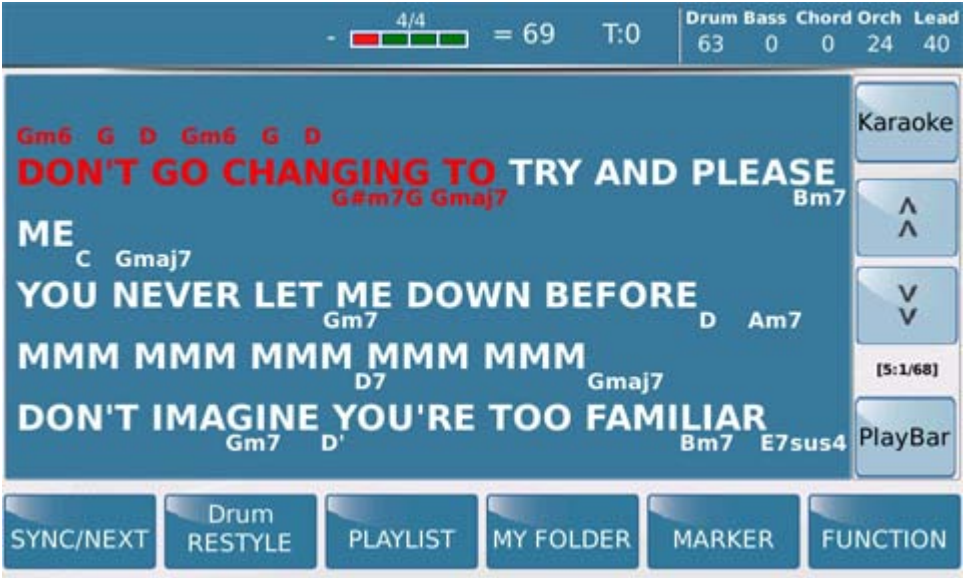 4/4
- = 69 T:0
Drum Bass Chord Orch Lead
63 0 0 24 40
Karaoke
Gm6 G D Gm6 G D
DON'T GO CHANGING TO TRY AND PLEASE
G#m7G Gmaj7 Bm7
ME
C Gmaj7
YOU NEVER LET ME DOWN BEFORE
Gm7 D Am7
MMM MMM MMM MMM MMM
D7 Gmaj7
DON'T IMAGINE YOU'RE TOO FAMILIAR
Gm7 D' Bm7 E7sus4
[5:1/68]
PlayBar
SYNC/NEXT
Drum
RESTYLE
PLAYLIST
MY FOLDER
MARKER
FUNCTION